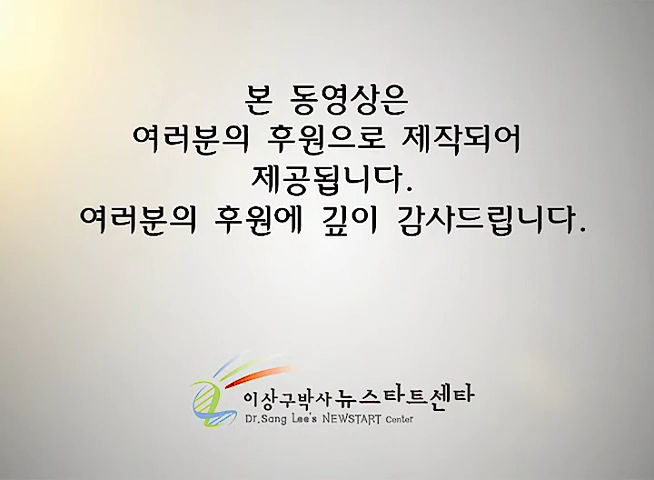 본 동영상은
여러분의 후원으로 제작되어
제공됩니다.
여러분의 후원에 깊이 감사드립니다.
이상구박사 뉴스타트센타
Dr.Sang Lee's NEWSTART Center